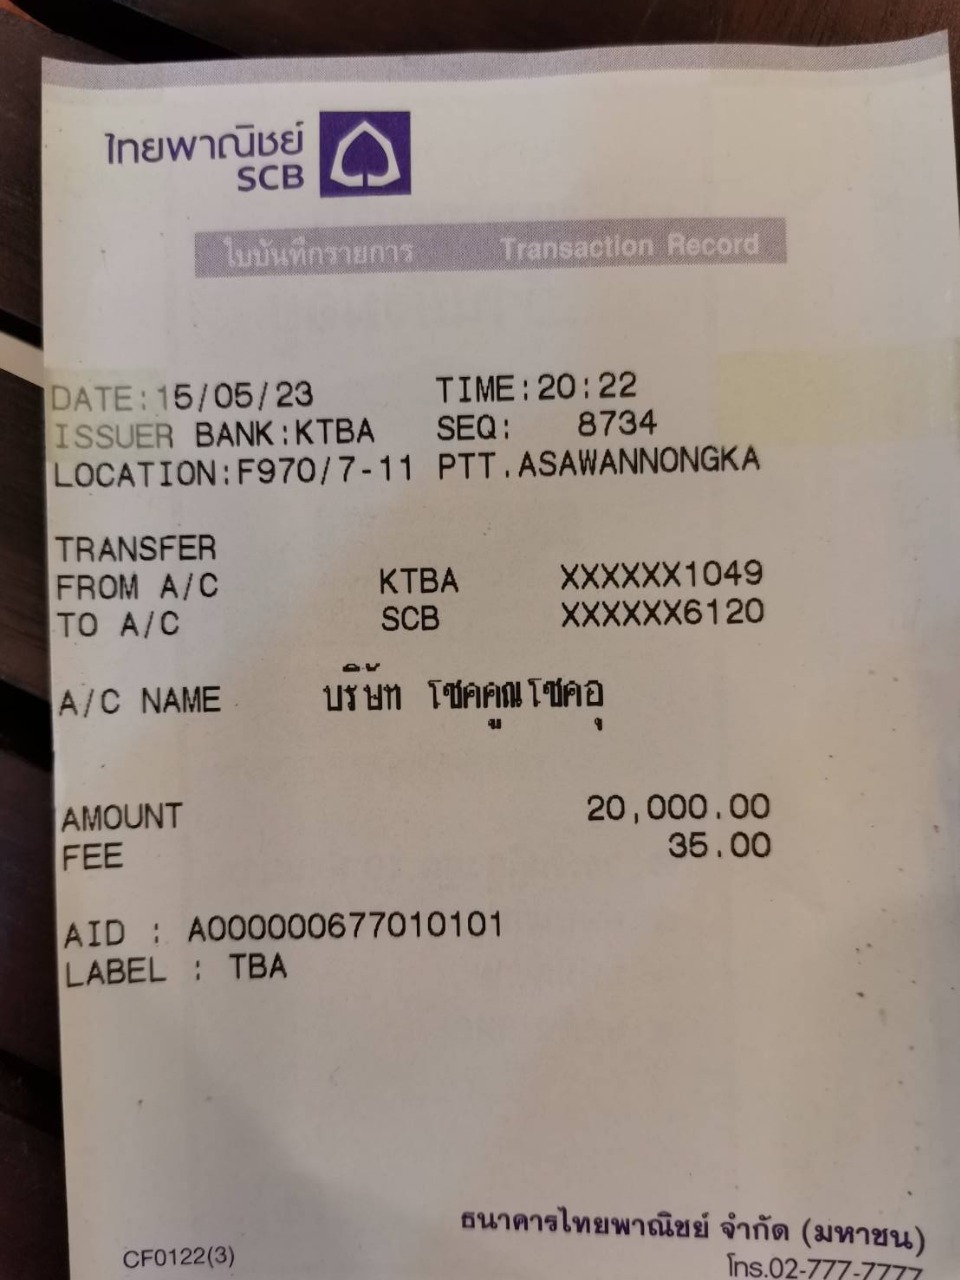 ไทยพาณิชย์
SCB
ใบบันทึกรายการ Transaction Record
DATE:15/05/23 TIME:20:22
ISSUER BANK:KTBA SEQ: 8734
LOCATION:F970/7-11 PTT.ASAWANNONGKA
TRANSFER
FROM A/C KTBA XXXXXX1049
TO A/C SCB XXXXXX6120
A/C NAME บริษัท โชคคูณโชคอุ
AMOUNT 20,000.00
FEE 35.00
AID : A000000677010101
LABEL : TBA
ธนาคารไทยพาณิชย์ จำกัด (มหาชน)
CF0122(3) โทร.02-777-7777